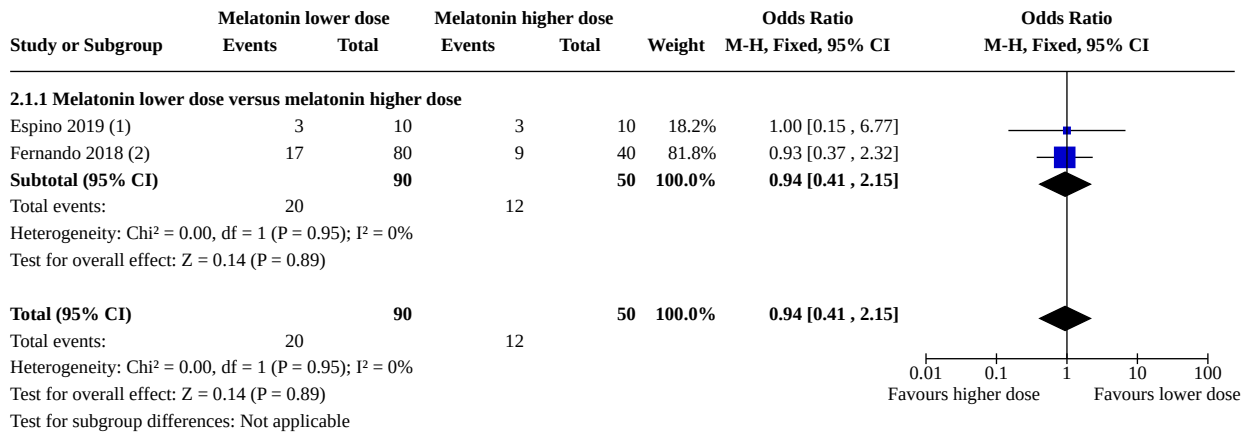 Melatonin lower dose Melatonin higher dose Odds Ratio Odds Ratio
Study or Subgroup Events Total Events Total Weight M-H, Fixed, 95% CI M-H, Fixed, 95% CI
2.1.1 Melatonin lower dose versus melatonin higher dose
Espino 2019 (1) 3 10 3 10 18.2% 1.00 [0.15 , 6.77]
Fernando 2018 (2) 17 80 9 40 81.8% 0.93 [0.37 , 2.32]
Subtotal (95% CI) 90 50 100.0% 0.94 [0.41 , 2.15]
Total events: 20 12
Heterogeneity: Chi² = 0.00, df = 1 (P = 0.95); I² = 0%
Test for overall effect: Z = 0.14 (P = 0.89)
Total (95% CI) 90 50 100.0% 0.94 [0.41 , 2.15]
Total events: 20 12
Heterogeneity: Chi² = 0.00, df = 1 (P = 0.95); I² = 0%
0.01 0.1 1 10 100
Test for overall effect: Z = 0.14 (P = 0.89) Favours higher dose Favours lower dose
Test for subgroup differences: Not applicable